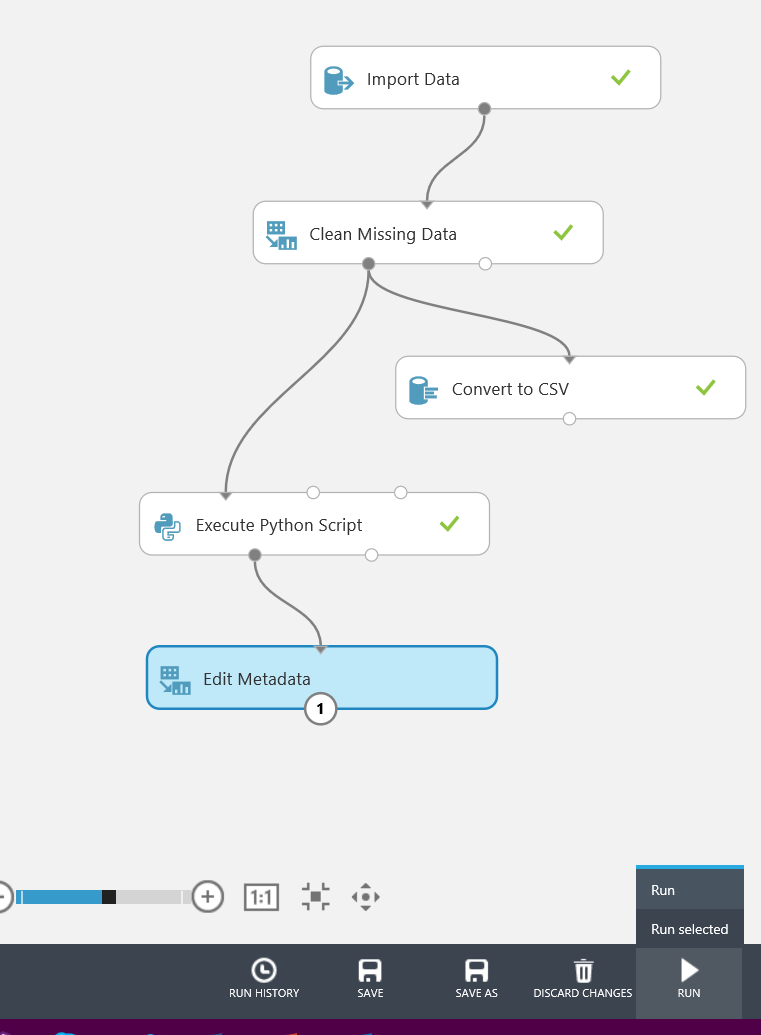 Import Data
Clean Missing Data
Convert to CSV
Execute Python Script
Edit Metadata
1
1:1
Run
Run selected
RUN HISTORY
SAVE
SAVE AS
DISCARD CHANGES
RUN